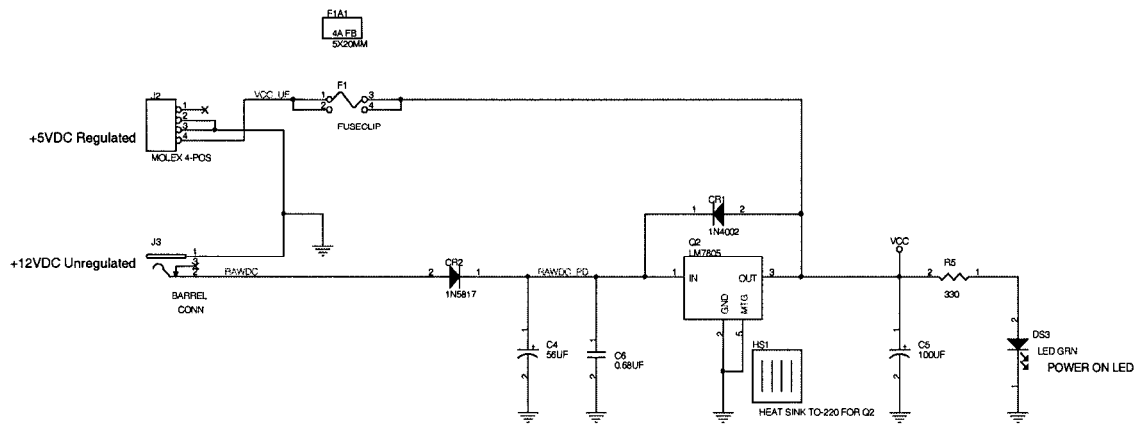 F1A1
4A FB
5X20MM
J2
1
2
3
4
+5VDC Regulated
MOLEX 4-POS
VCC_UF
F1
1
2
3
4
FUSECLIP
J3
1
3
2
+12VDC Unregulated
BARREL
CONN
RAWDC
2
CR2
1
1N5817
RAWDC_PD
1
CR1
2
1N4002
Q2
LM7805
1
IN
OUT
3
GND
MTG
2
5
HS1
HEAT SINK TO-220 FOR Q2
1
C4
56UF
2
1
C6
0.68UF
2
VCC
1
C5
100UF
2
2
R5
1
330
2
DS3
LED GRN
POWER ON LED
1